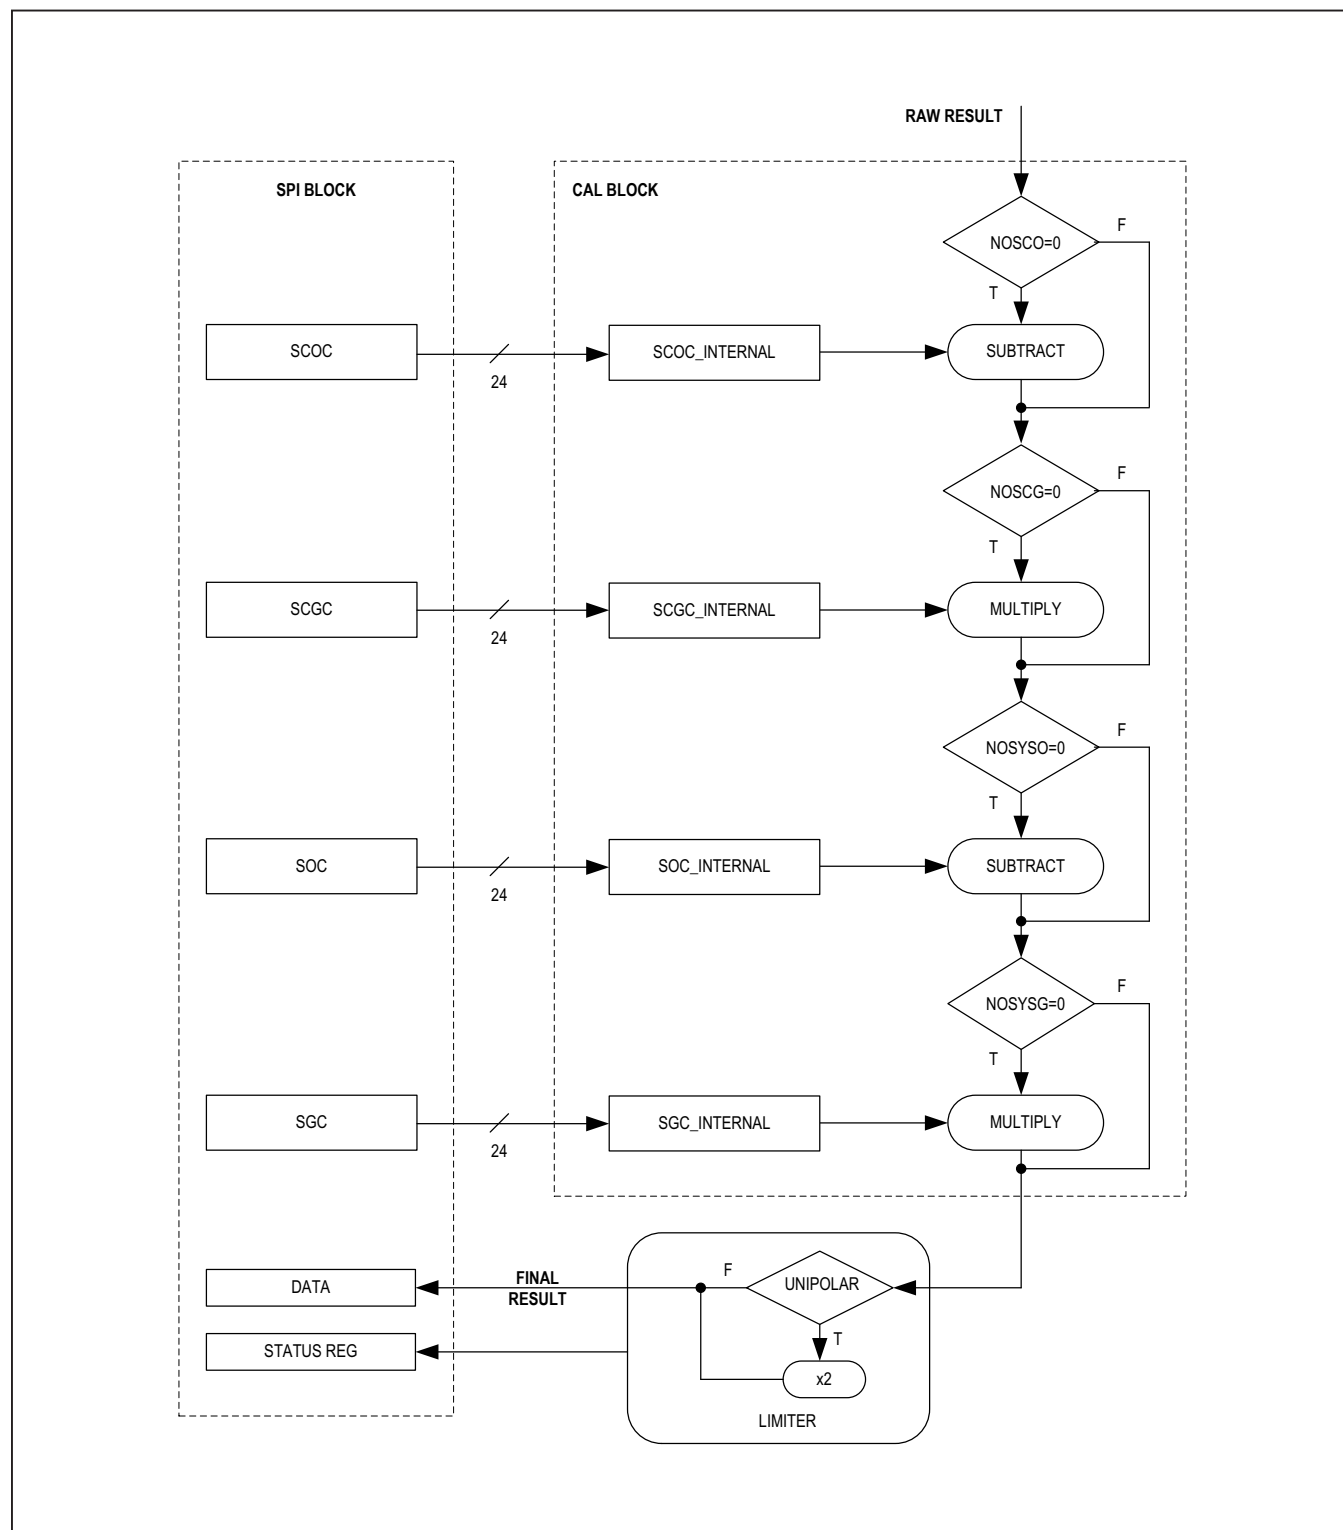 RAW RESULT
SPI BLOCK
CAL BLOCK
F
NOSCO=0
T
SCOC
24
SCOC_INTERNAL
SUBTRACT
F
NOSCG=0
T
SCGC
24
SCGC_INTERNAL
MULTIPLY
F
NOSYSO=0
T
SOC
24
SOC_INTERNAL
SUBTRACT
F
NOSYSG=0
T
SGC
24
SGC_INTERNAL
MULTIPLY
DATA
FINAL
RESULT
F
UNIPOLAR
T
STATUS REG
x2
LIMITER